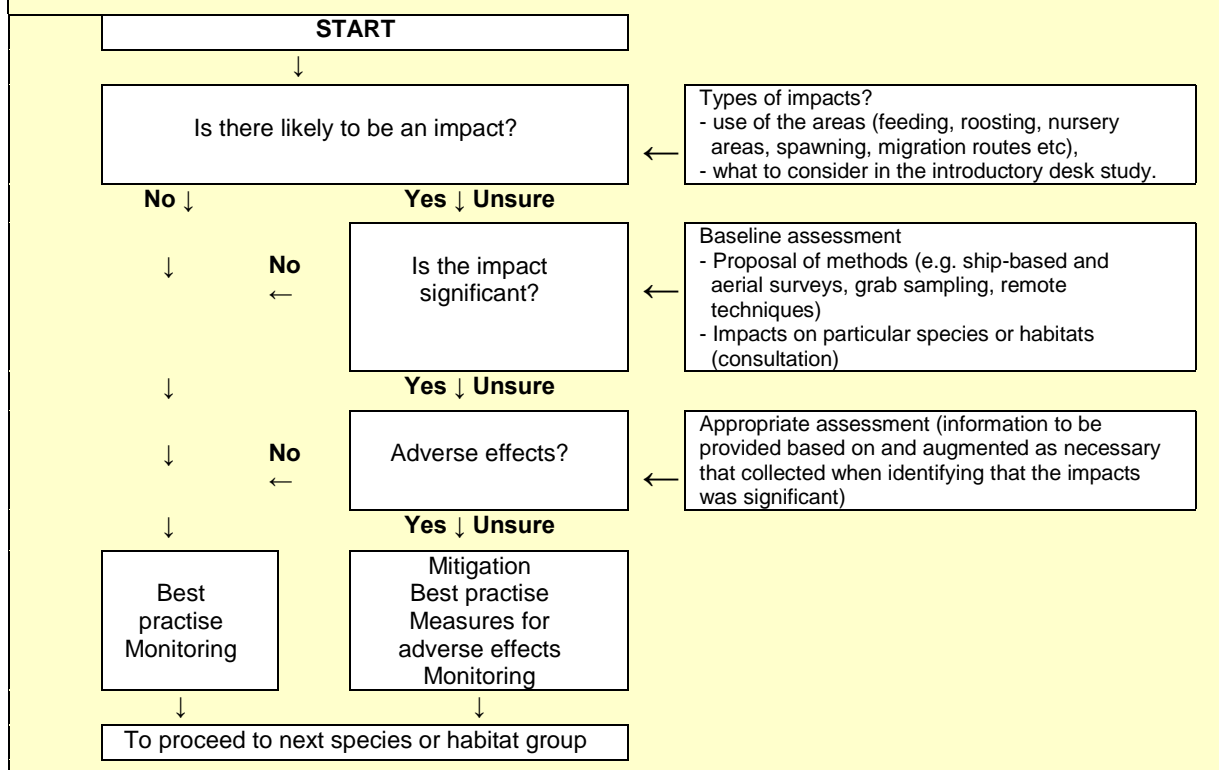 START
↓
Is there likely to be an impact?
←
Types of impacts?
- use of the areas (feeding, roosting, nursery
areas, spawning, migration routes etc),
- what to consider in the introductory desk study.
No ↓ Yes ↓ Unsure
↓ No
←
Is the impact
significant?
←
Baseline assessment
- Proposal of methods (e.g. ship-based and
aerial surveys, grab sampling, remote
techniques)
- Impacts on particular species or habitats
(consultation)
↓ Yes ↓ Unsure
↓ No
←
Adverse effects?
←
Appropriate assessment (information to be
provided based on and augmented as necessary
that collected when identifying that the impacts
was significant)
↓ Yes ↓ Unsure
Best
practise
Monitoring
Mitigation
Best practise
Measures for
adverse effects
Monitoring
↓ ↓
To proceed to next species or habitat group